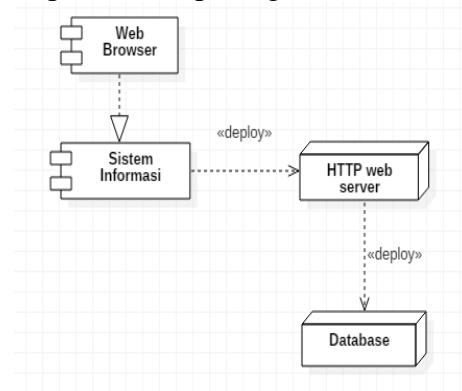 Web
Browser
«deploy»
Sistem
Informasi
HTTP web
server
«deploy»
Database